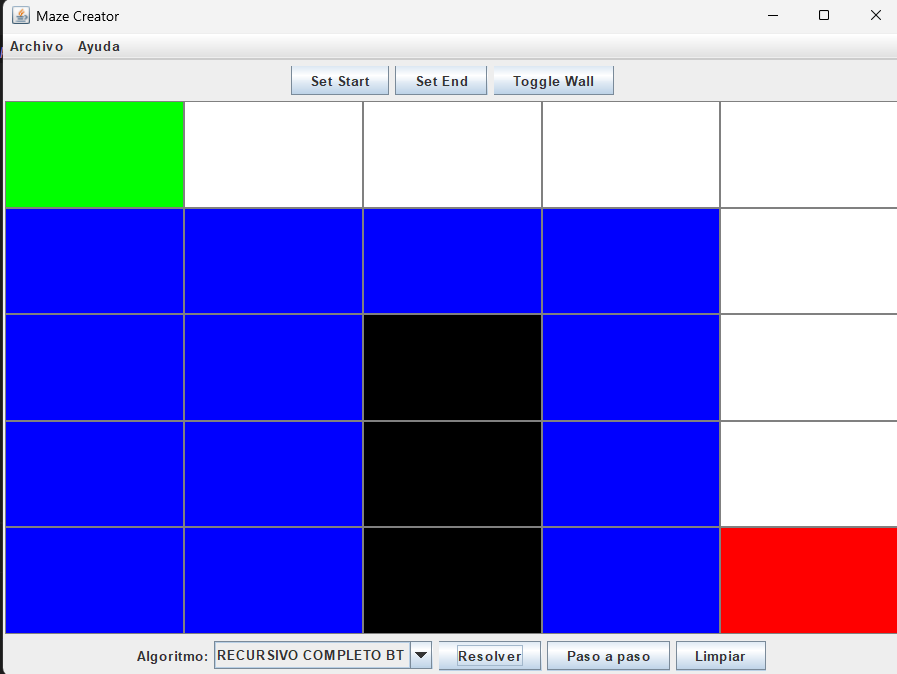 Maze Creator
Archivo Ayuda
Set Start Set End Toggle Wall
Algoritmo: RECURSIVO COMPLETO BT Resolver Paso a paso Limpiar